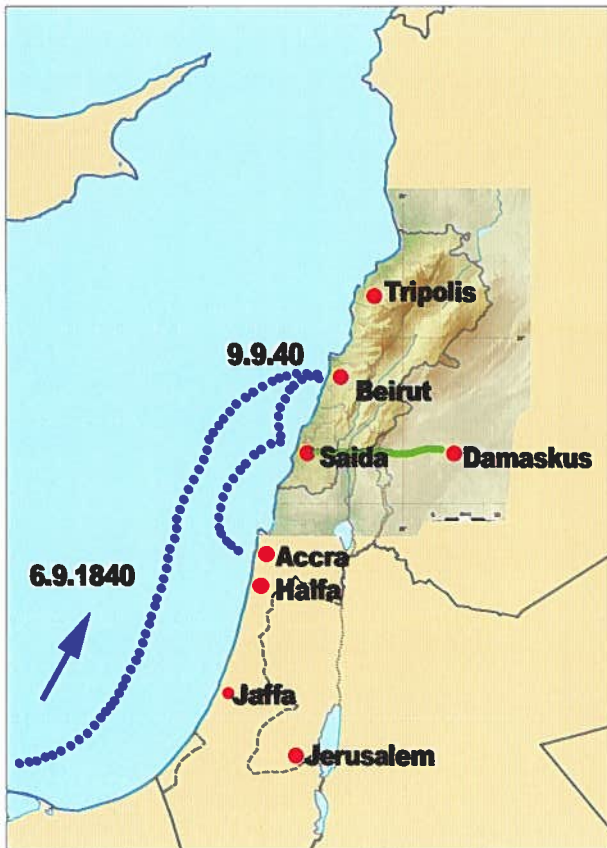 Tripolis
9.9.40
Beirut
Saida
Damaskus
Accra
6.9.1840
Haifa
Jaffa
Jerusalem